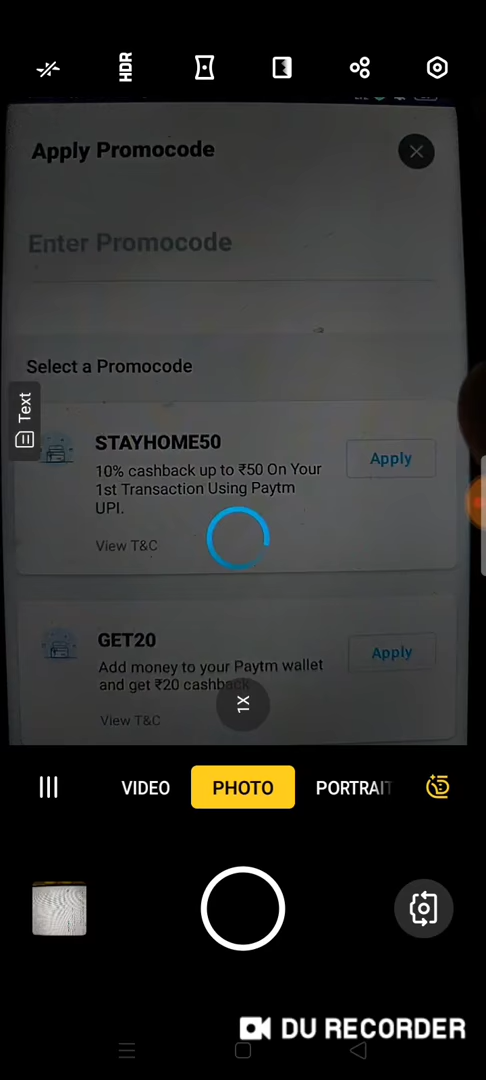 HDR
Apply Promocode
Enter Promocode
Select a Promocode
Text
STAYHOME50
10% cashback up to ₹50 On Your
1st Transaction Using Paytm
UPI.
Apply
View T&C
GET20
Add money to your Paytm wallet
and get ₹20 cashback
Apply
View T&C
1X
VIDEO
PHOTO
PORTRAIT
DU RECORDER